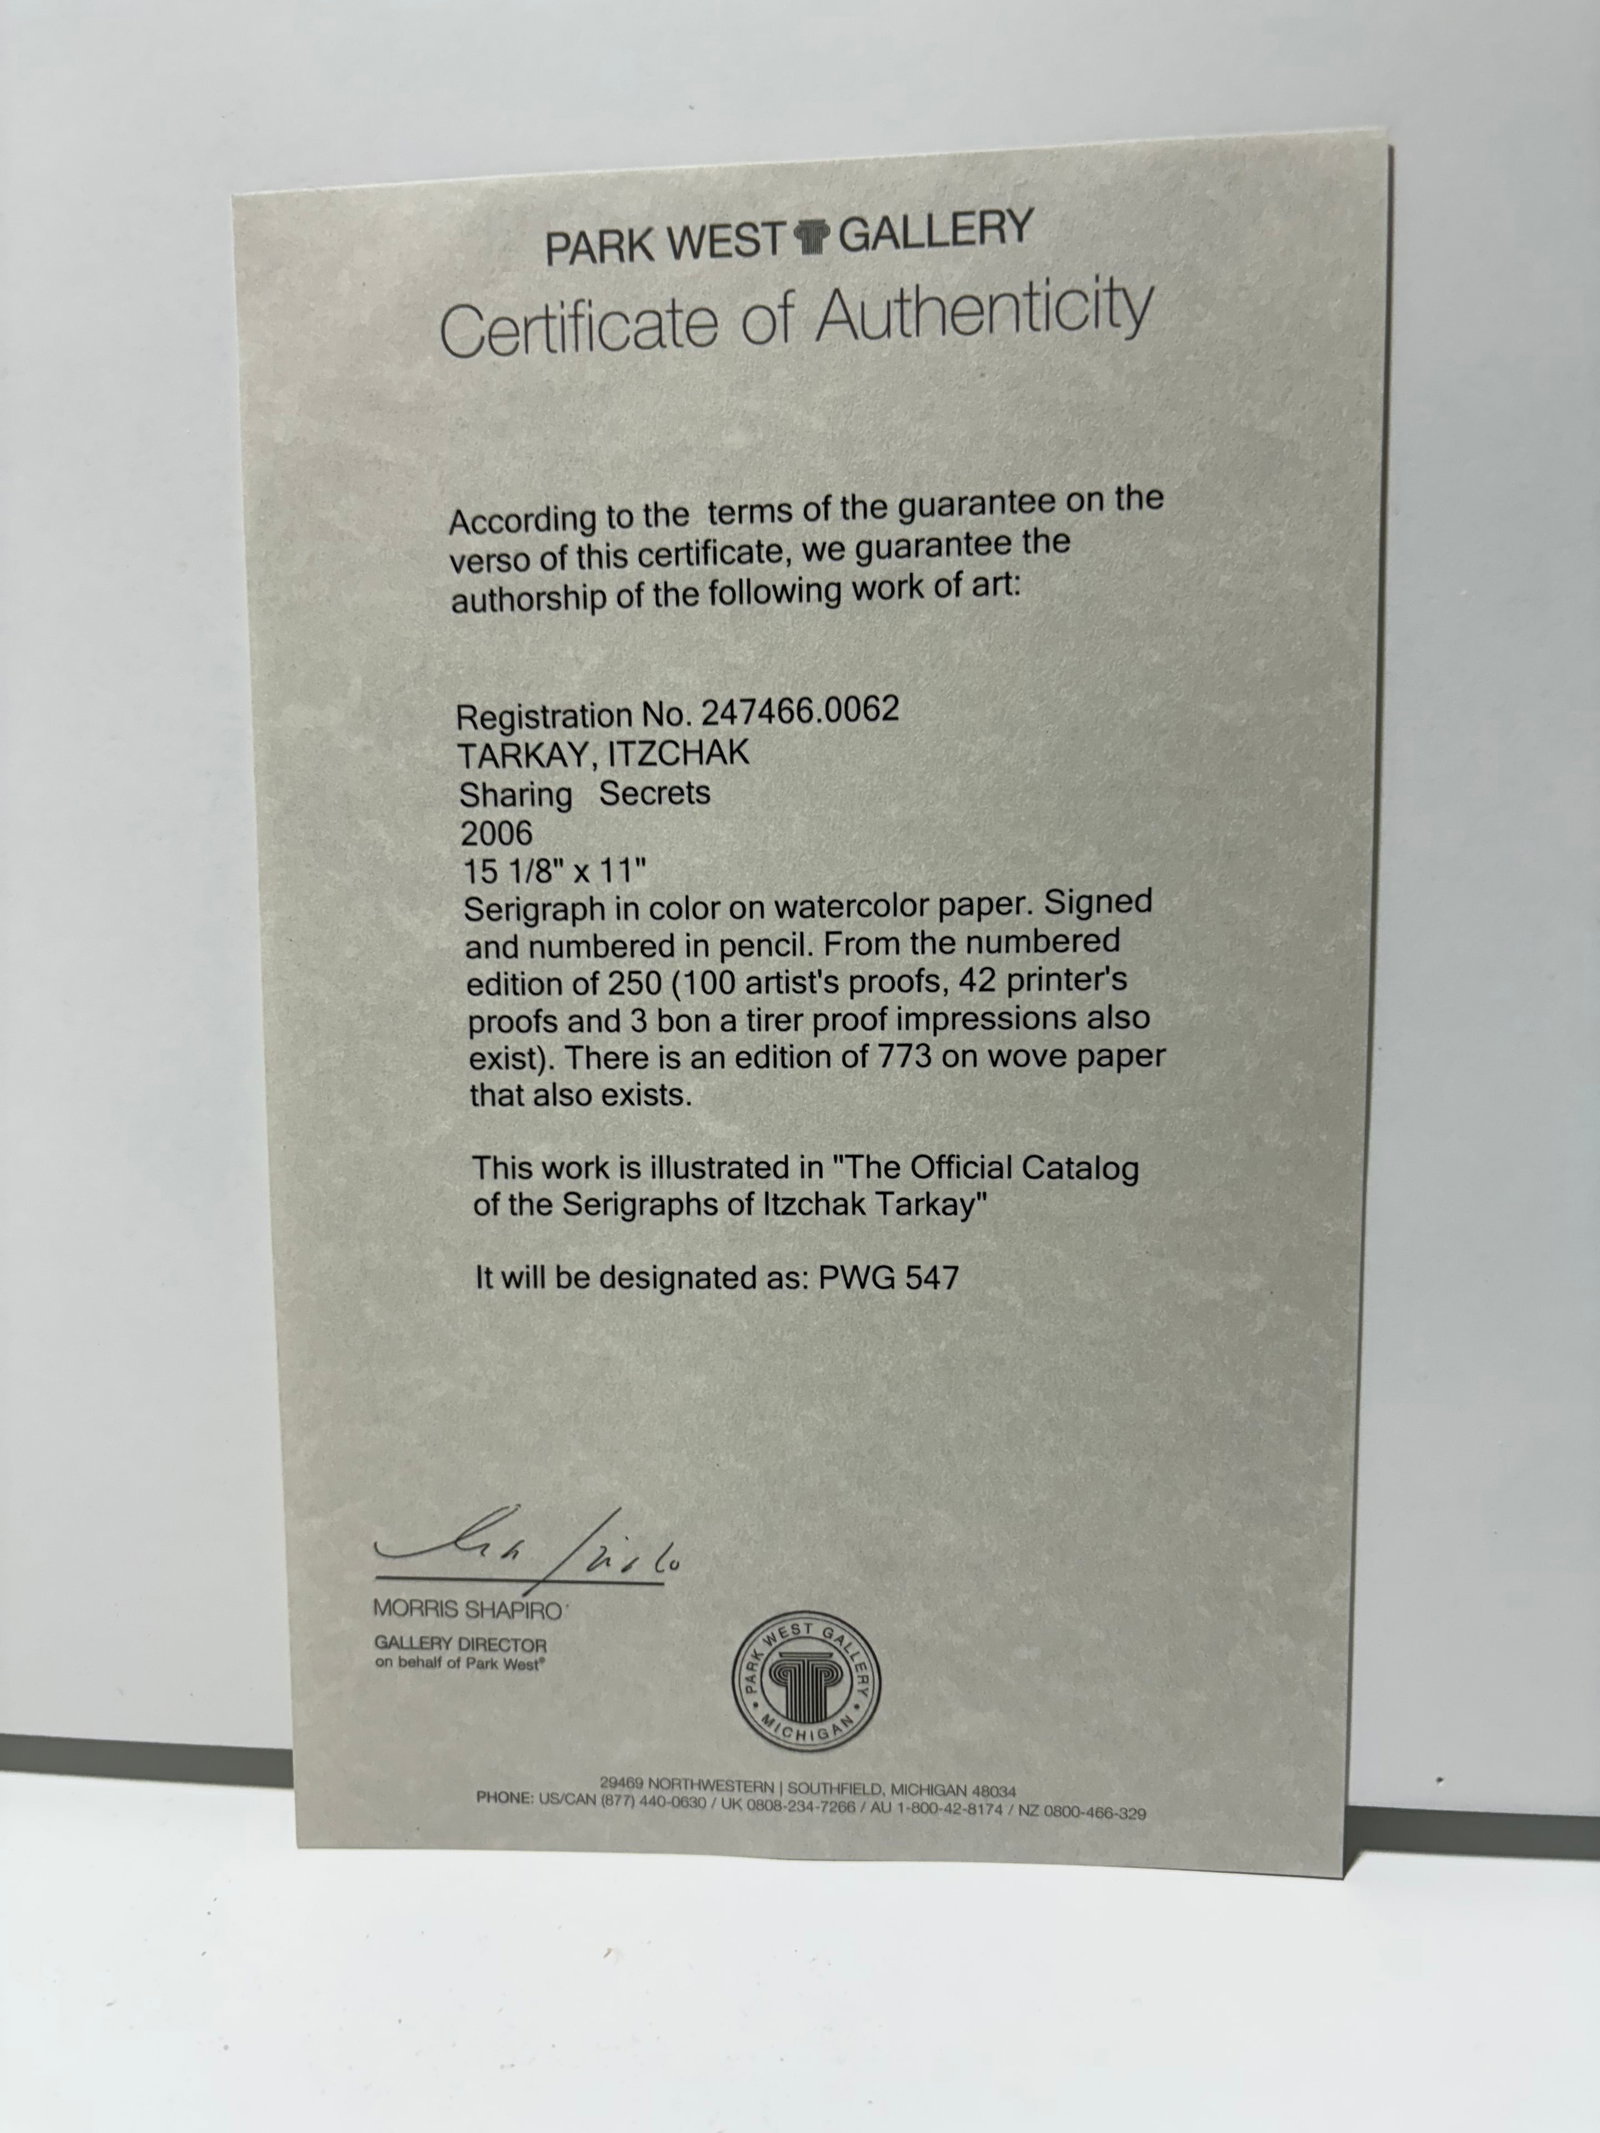 PARK WEST GALLERY
Certificate of Authenticity
According to the terms of the guarantee on the
verso of this certificate, we guarantee the
authorship of the following work of art:
Registration No. 247466.0062
TARKAY, ITZCHAK
Sharing Secrets
2006
15 1/8" x 11"
Serigraph in color on watercolor paper. Signed
and numbered in pencil. From the numbered
edition of 250 (100 artist's proofs, 42 printer's
proofs and 3 bon a tirer proof impressions also
exist). There is an edition of 773 on wove paper
that also exists.
This work is illustrated in "The Official Catalog
of the Serigraphs of Itzchak Tarkay"
It will be designated as: PWG 547
MORRIS SHAPIRO
GALLERY DIRECTOR
on behalf of Park West®
PARK WEST GALLERY
• MICHIGAN •
29469 NORTHWESTERN | SOUTHFIELD, MICHIGAN 48034
PHONE: US/CAN (877) 440-0630 / UK 0808-234-7266 / AU 1-800-42-8174 / NZ 0800-466-329